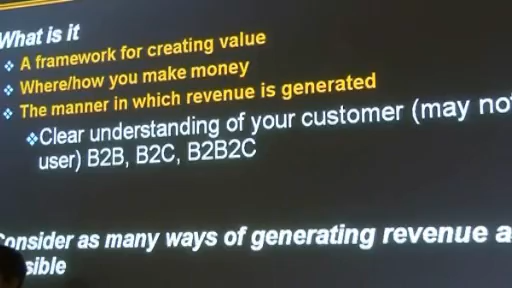 What is it
A framework for creating value
Where/how you make money
The manner in which revenue is generated
Clear understanding of your customer (may no
user) B2B, B2C, B2B2C
Consider as many ways of generating revenue a
sible